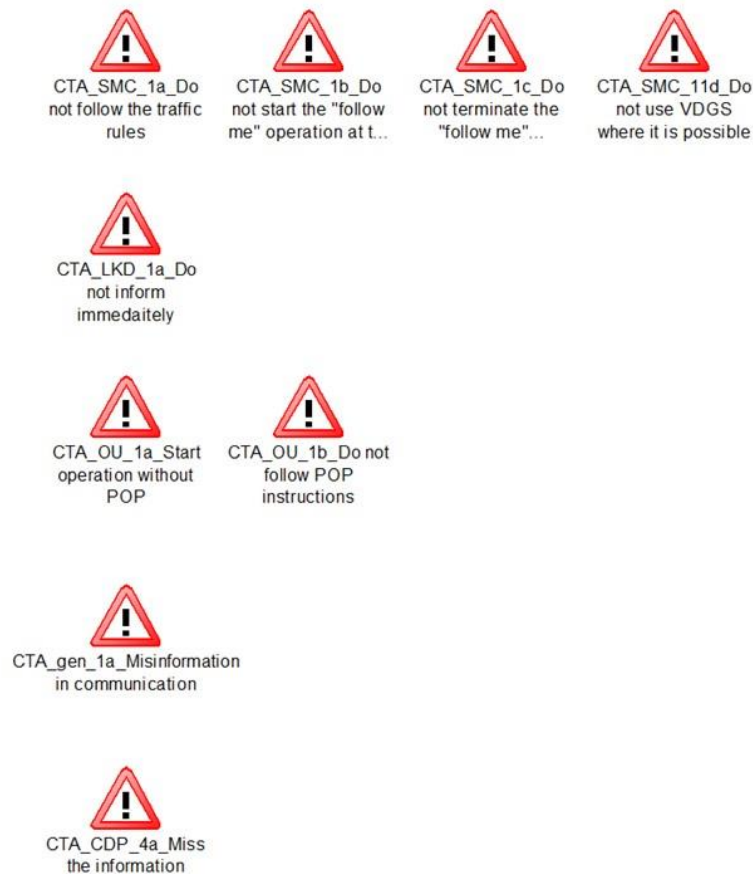 CTA_SMC_1a_Do
not follow the traffic
rules
CTA_SMC_1b_Do
not start the "follow
me" operation at t...
CTA_SMC_1c_Do
not terminate the
"follow me"...
CTA_SMC_11d_Do
not use VDGS
where it is possible
CTA_LKD_1a_Do
not inform
immedaitely
CTA_OU_1a_Start
operation without
POP
CTA_OU_1b_Do not
follow POP
instructions
CTA_gen_1a_Misinformation
in communication
CTA_CDP_4a_Miss
the information